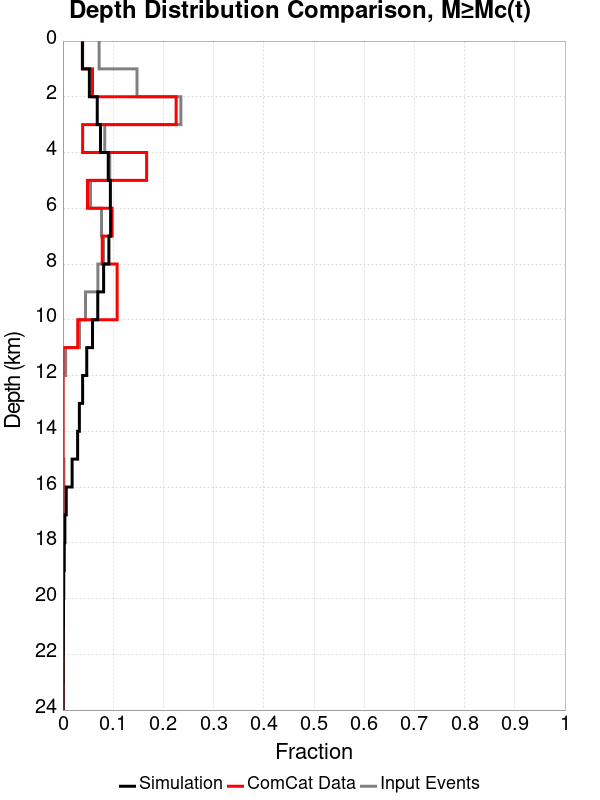 Depth Distribution Comparison, M≥Mc(t)
0
2
4
6
8
10
12
14
16
18
20
22
24
Depth (km)
0 0.1 0.2 0.3 0.4 0.5 0.6 0.7 0.8 0.9 1
Fraction
Simulation ComCat Data Input Events